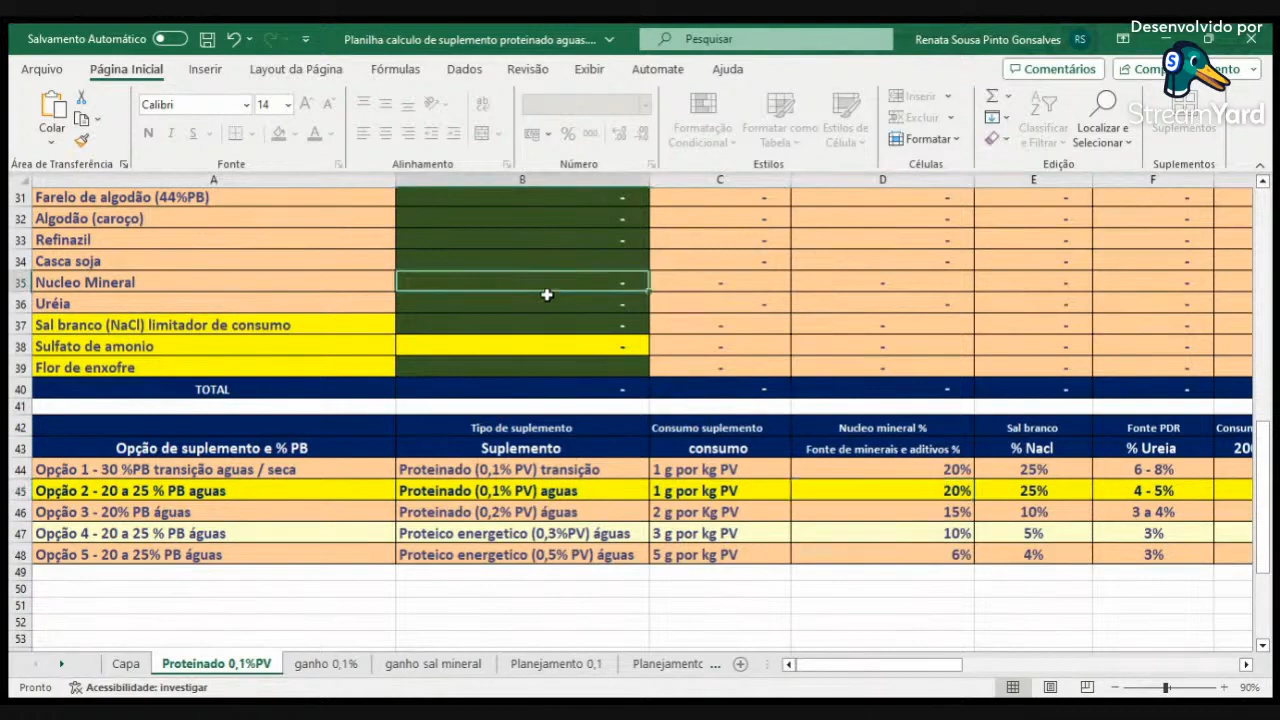 Desenvolvido por
StreamYard
Salvamento Automático
Planilha calculo de suplemento proteinado aguas....
Pesquisar
Renata Sousa Pinto Gonsalves
RS
Arquivo Página Inicial Inserir Layout da Página Fórmulas Dados Revisão Exibir Automate Ajuda
Comentários
Colar
Calibri 14
N I S
Formatação Condicional
Formatar como Tabela
Estilos de Célula
Inserir
Excluir
Formatar
Classificar e Filtrar
Localizar e Selecionar
Suplementos
Área de Transferência Fonte Alinhamento Número Estilos Células Edição Suplementos
A B C D E F
31 Farelo de algodão (44%PB) - - - - -
32 Algodão (caroço) - - - - -
33 Refinazil - - - - -
34 Casca soja - - - -
35 Nucleo Mineral - - - - -
36 Uréia - - - - -
37 Sal branco (NaCl) limitador de consumo - - - - -
38 Sulfato de amonio - - - - -
39 Flor de enxofre - - - -
40 TOTAL - - - - -
41
42 Tipo de suplemento Consumo suplemento Nucleo mineral % Sal branco Fonte PDR
43 Opção de suplemento e % PB Suplemento consumo Fonte de minerais e aditivos % % Nacl % Ureia
44 Opção 1 - 30 %PB transição aguas / seca Proteinado (0,1% PV) transição 1 g por kg PV 20% 25% 6 - 8%
45 Opção 2 - 20 a 25 % PB aguas Proteinado (0,1% PV) aguas 1 g por kg PV 20% 25% 4 - 5%
46 Opção 3 - 20% PB águas Proteinado (0,2% PV) águas 2 g por Kg PV 15% 10% 3 a 4%
47 Opção 4 - 20 a 25 % PB águas Proteico energetico (0,3%PV) águas 3 g por kg PV 10% 5% 3%
48 Opção 5 - 20 a 25% PB águas Proteico energetico (0,5% PV) águas 5 g por kg PV 6% 4% 3%
49
50
51
52
53
Capa Proteinado 0,1%PV ganho 0,1% ganho sal mineral Planejamento 0,1 Planejamento ...
Pronto Acessibilidade: investigar 90%